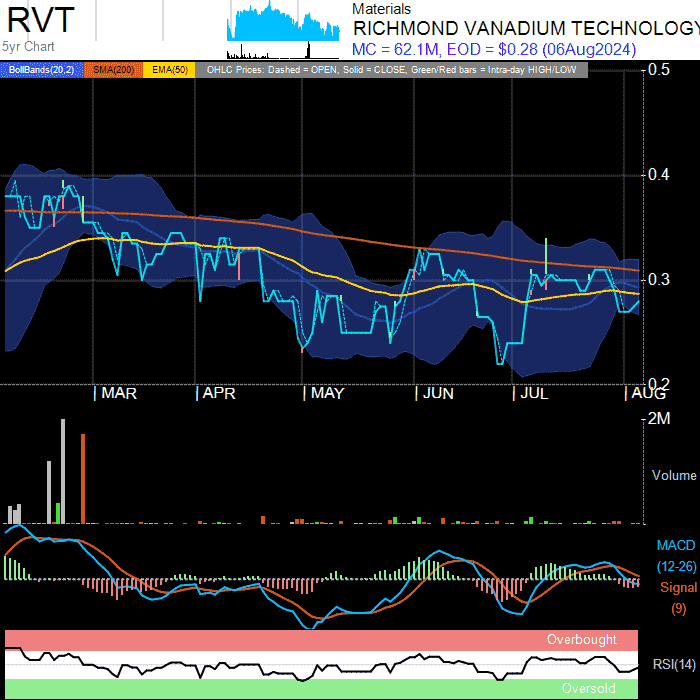 RVT
5yr Chart
Materials
RICHMOND VANADIUM TECHNOLOGY
MC = 62.1M, EOD = $0.28 (06Aug2024)
BollBands(20,2) SMA(200) EMA(50) OHLC Prices: Dashed = OPEN, Solid = CLOSE, Green/Red bars = Intra-day HIGH/LOW
0.5
0.4
0.3
0.2
MAR APR MAY JUN JUL AUG
2M
Volume
MACD
(12-26)
Signal
(9)
Overbought
RSI(14)
Oversold